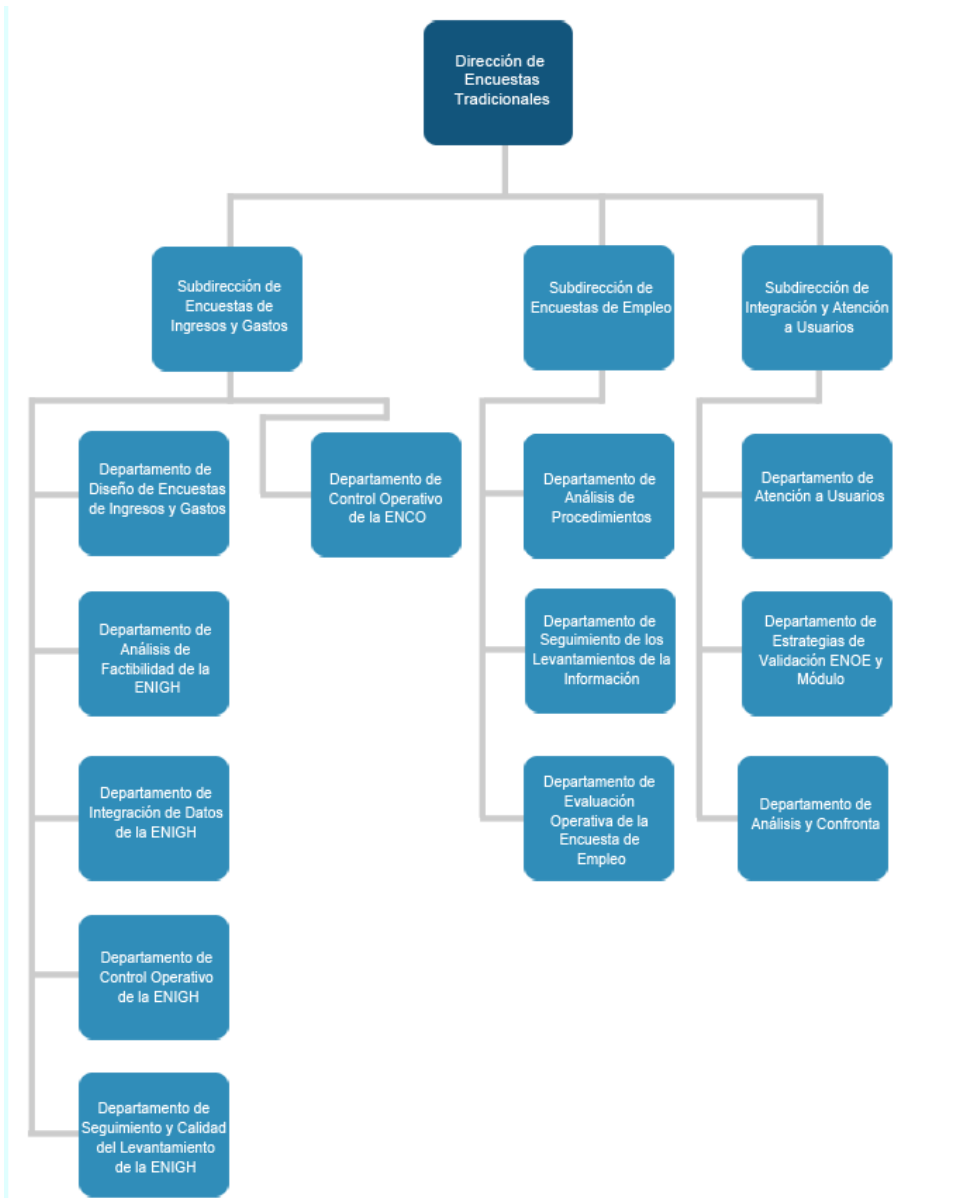 Dirección de
Encuestas
Tradicionales
Subdirección de
Encuestas de
Ingresos y Gastos
Subdirección de
Encuestas de Empleo
Subdirección de
Integración y Atención
a Usuarios
Departamento de
Diseño de Encuestas
de Ingresos y Gastos
Departamento de
Control Operativo
de la ENCO
Departamento de
Análisis de
Procedimientos
Departamento de
Atención a Usuarios
Departamento de
Análisis de
Factibilidad de la
ENIGH
Departamento de
Seguimiento de los
Levantamientos de la
Información
Departamento de
Estrategias de
Validación ENOE y
Módulo
Departamento de
Integración de Datos
de la ENIGH
Departamento de
Evaluación
Operativa de la
Encuesta de
Empleo
Departamento de
Análisis y Confronta
Departamento de
Control Operativo
de la ENIGH
Departamento de
Seguimiento y Calidad
del Levantamiento
de la ENIGH